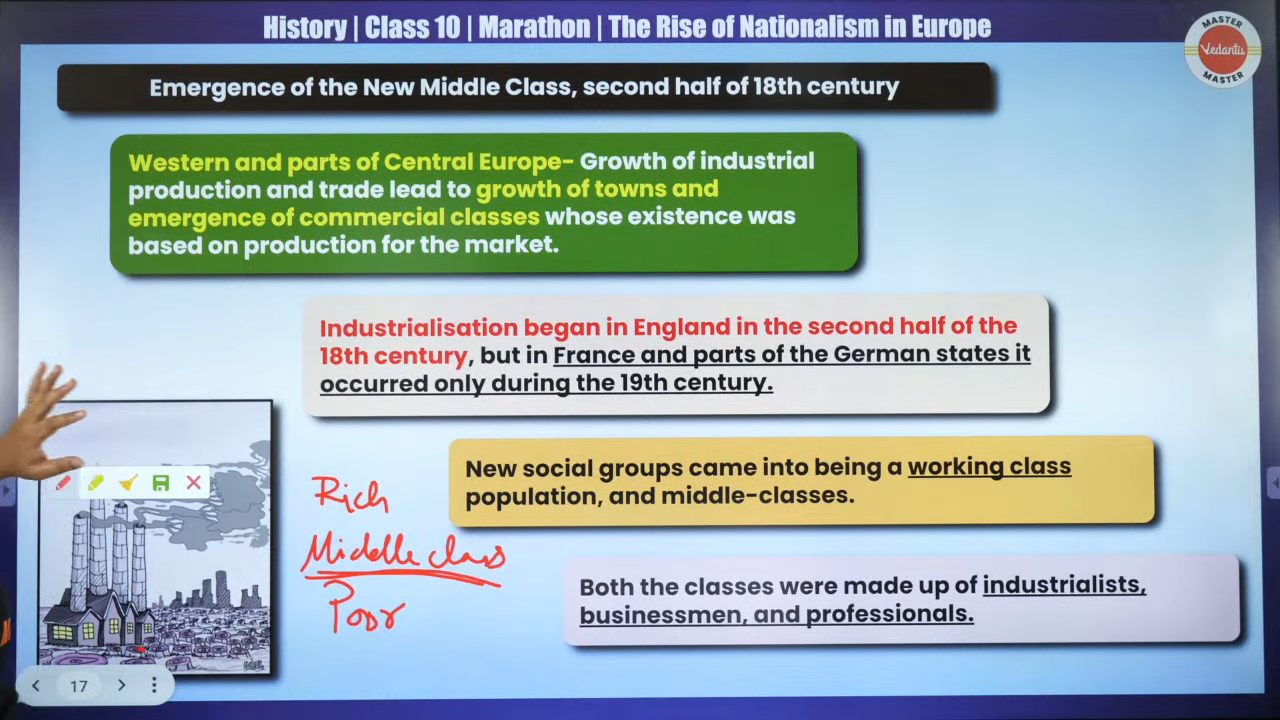 History | Class 10 | Marathon | The Rise of Nationalism in Europe
MASTER
Vedantu
MASTER
Emergence of the New Middle Class, second half of 18th century
Western and parts of Central Europe- Growth of industrial
production and trade lead to growth of towns and
emergence of commercial classes whose existence was
based on production for the market.
Industrialisation began in England in the second half of the
18th century, but in France and parts of the German states it
occurred only during the 19th century.
New social groups came into being a working class
population, and middle-classes.
Rich
Middle class
Poor
Both the classes were made up of industrialists,
businessmen, and professionals.
17